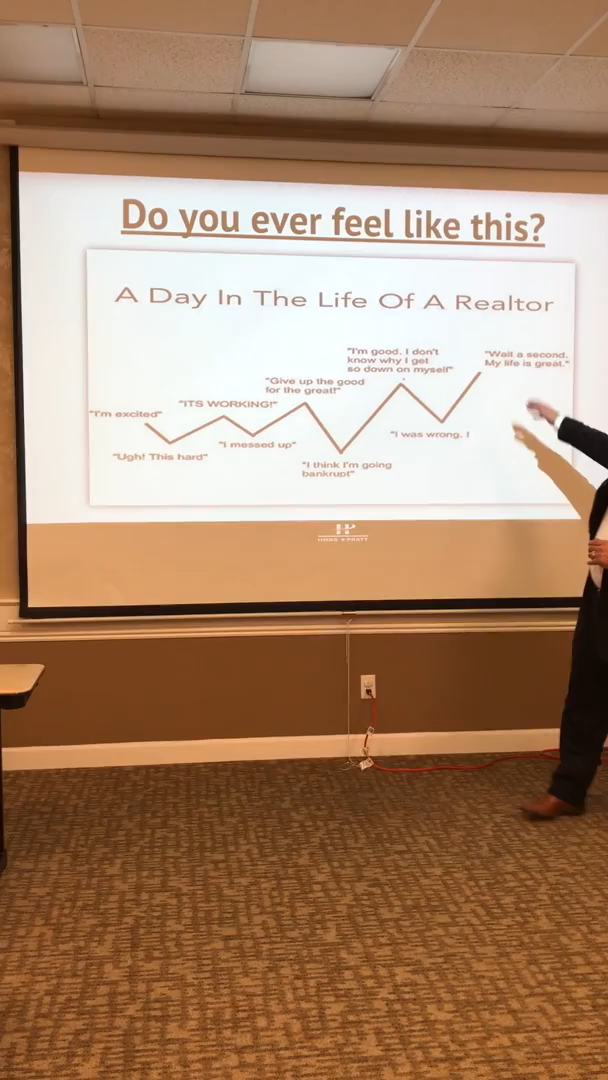 Do you ever feel like this?
A Day In The Life Of A Realtor
"I'm good. I don't
know why I get
so down on myself"
"Wait a second.
My life is great."
"Give up the good
for the great!"
"ITS WORKING!"
"I'm excited"
"I was wrong. I
"I messed up"
"Ugh! This hard"
"I think I'm going
bankrupt"
HP